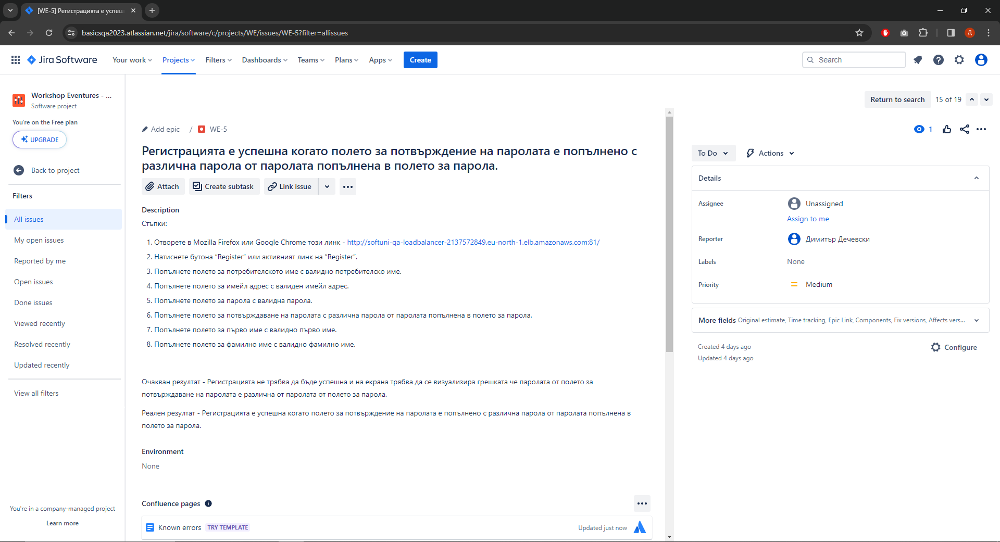 [WE-5] Регистрацията е успеш
basicsqa2023.atlassian.net/jira/software/c/projects/WE/issues/WE-5?filter=allissues
Д
Jira Software
Your work
Projects
Filters
Dashboards
Teams
Plans
Apps
Create
Search
Workshop Eventures - ...
Software project
You're on the Free plan
UPGRADE
Back to project
Filters
All issues
My open issues
Reported by me
Open issues
Done issues
Viewed recently
Resolved recently
Updated recently
View all filters
You're in a company-managed project
Learn more
Return to search
15 of 19
Add epic / WE-5
1
Регистрацията е успешна когато полето за потвърждение на паролата е попълнено с
различна парола от паролата попълнена в полето за парола.
Attach
Create subtask
Link issue
Description
Стъпки:
1. Отворете в Mozilla Firefox или Google Chrome този линк - http://softuni-qa-loadbalancer-2137572849.eu-north-1.elb.amazonaws.com:81/
2. Натиснете бутона “Register” или активният линк на “Register”.
3. Попълнете полето за потребителското име с валидно потребителско име.
4. Попълнете полето за имейл адрес с валиден имейл адрес.
5. Попълнете полето за парола с валидна парола.
6. Попълнете полето за потвърждаване на паролата с различна парола от паролата попълнена в полето за парола.
7. Попълнете полето за първо име с валидно първо име.
8. Попълнете полето за фамилно име с валидно фамилно име.
Очакван резултат - Регистрацията не трябва да бъде успешна и на екрана трябва да се визуализира грешката че паролата от полето за
потвърждаване на паролата е различна от паролата от полето за парола.
Реален резултат - Регистрацията е успешна когато полето за потвърждение на паролата е попълнено с различна парола от паролата попълнена в
полето за парола.
Environment
None
Confluence pages
Known errors
TRY TEMPLATE
Updated just now
To Do
Actions
Details
Assignee
Unassigned
Assign to me
Reporter
Димитър Дечевски
Labels
None
Priority
Medium
More fields Original estimate, Time tracking, Epic Link, Components, Fix versions, Affects vers...
Created 4 days ago
Updated 4 days ago
Configure